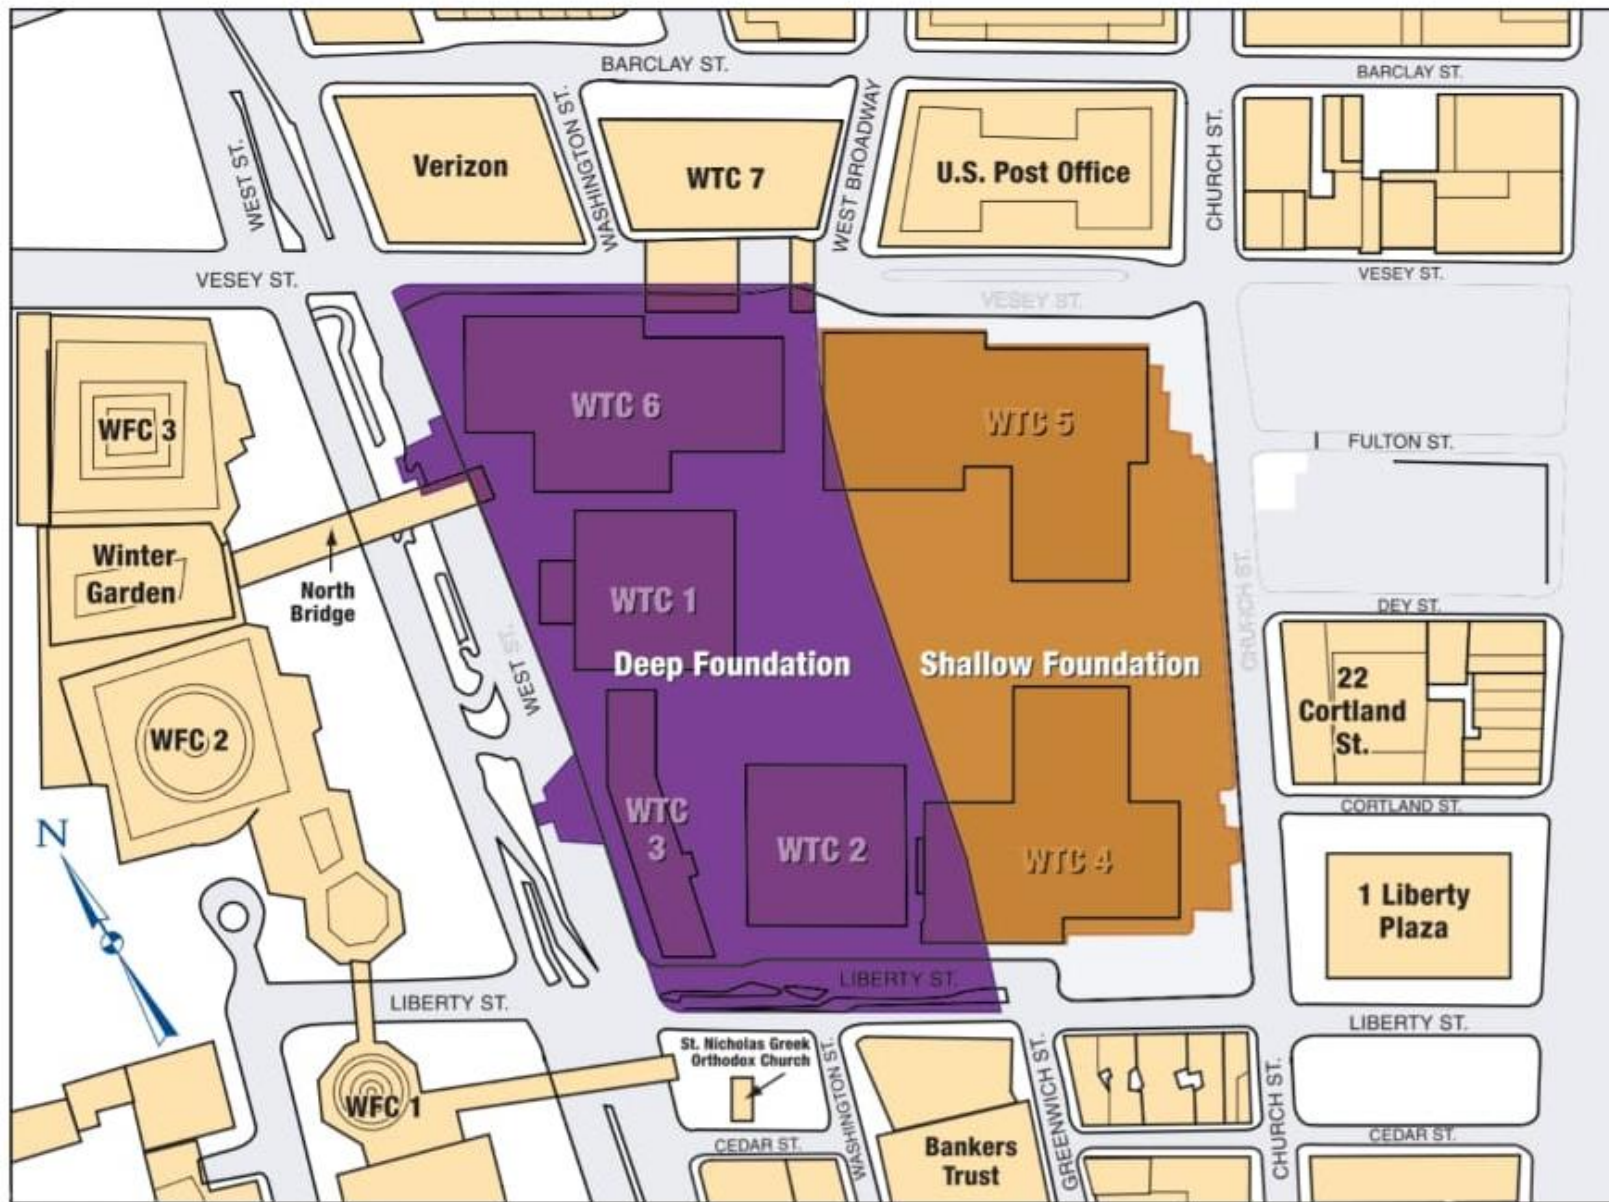 BARCLAY ST.
BARCLAY ST.
WEST ST.
Verizon
WASHINGTON ST.
WTC 7
WEST BROADWAY
U.S. Post Office
CHURCH ST.
VESEY ST.
VESEY ST.
VESEY ST.
WFC 3
WTC 6
WTC 5
FULTON ST.
Winter
Garden
North
Bridge
WTC 1
DEY ST.
WEST ST.
Deep Foundation
Shallow Foundation
CHURCH ST.
22
Cortland
St.
WFC 2
WTC
3
WTC 2
WTC 4
CORTLAND ST.
N
1 Liberty
Plaza
LIBERTY ST.
LIBERTY ST.
LIBERTY ST.
St. Nicholas Greek
Orthodox Church
WASHINGTON ST.
GREENWICH ST.
CHURCH ST.
WFC 1
CEDAR ST.
Bankers
Trust
CEDAR ST.